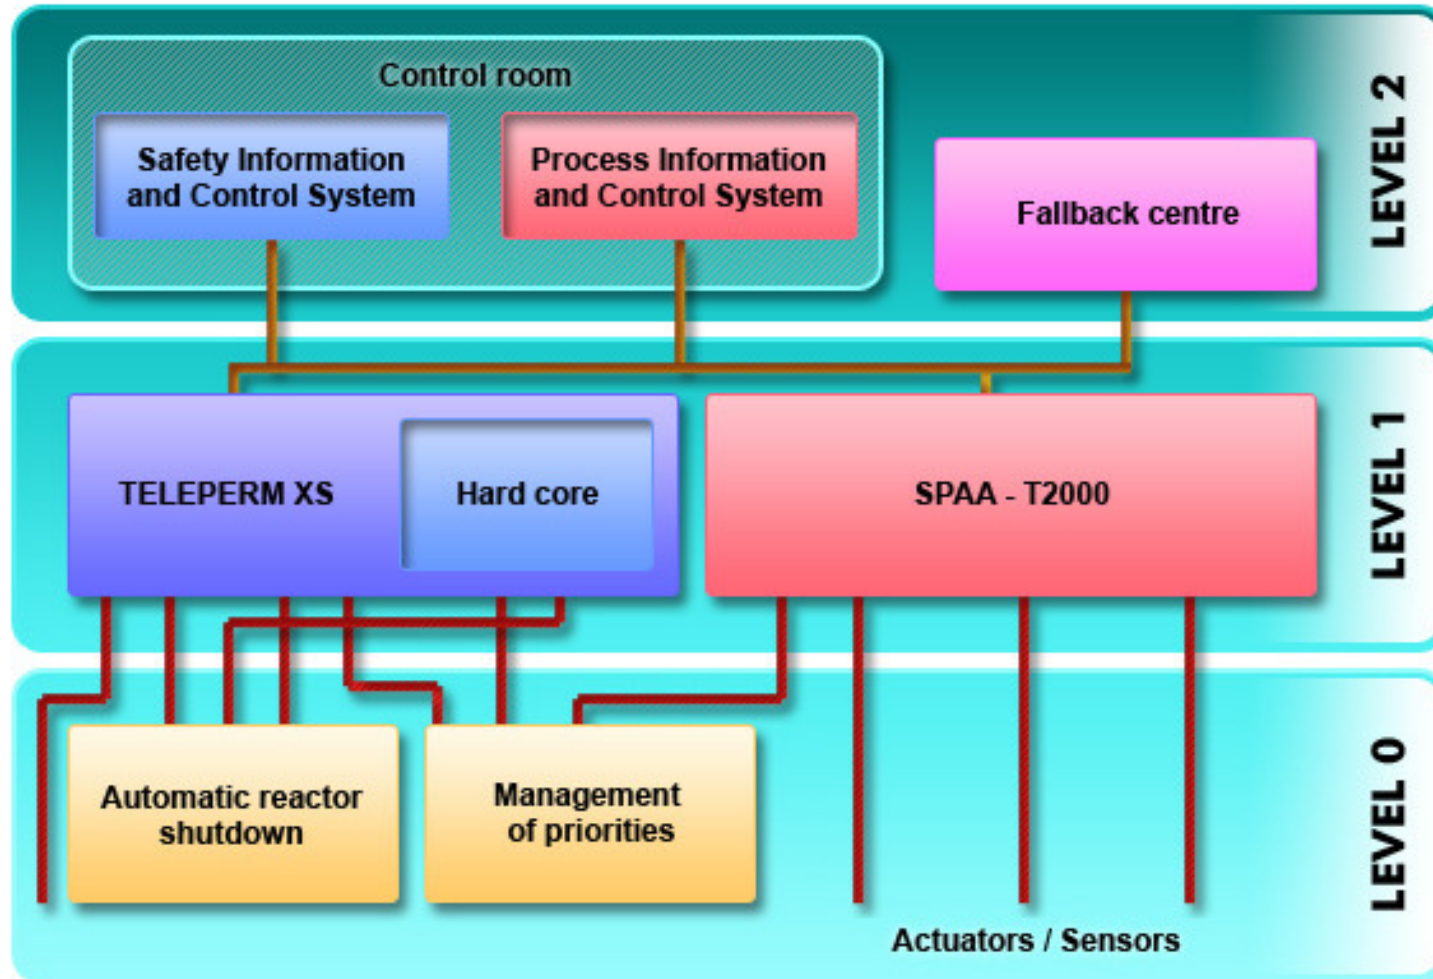 Control room
Safety Information
and Control System
Process Information
and Control System
Fallback centre
LEVEL 2
TELEPERM XS
Hard core
SPAA - T2000
LEVEL 1
Automatic reactor
shutdown
Management
of priorities
Actuators / Sensors
LEVEL 0